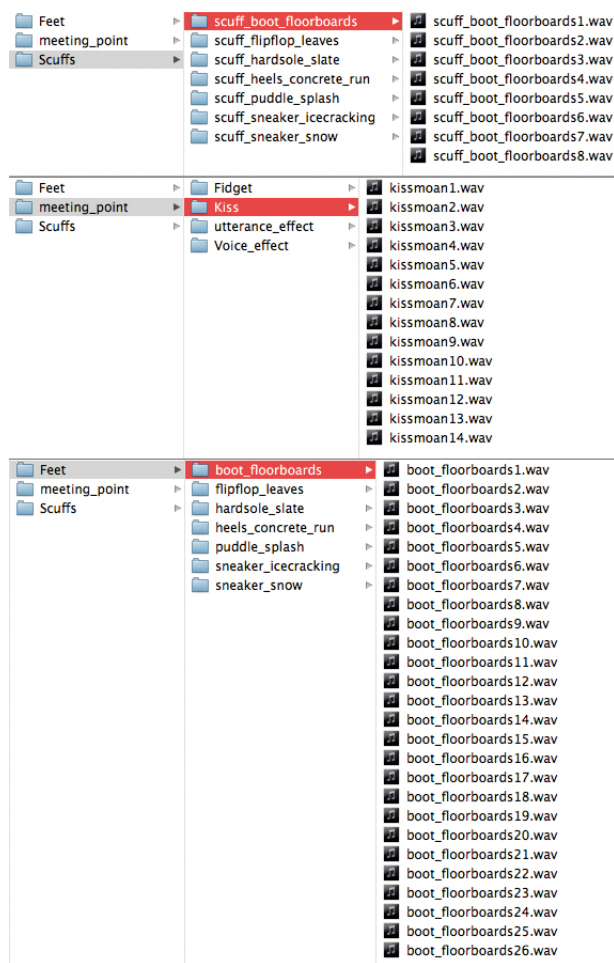 Feet scuff_boot_floorboards scuff_boot_floorboards1.wav
meeting_point scuff_flipflop_leaves scuff_boot_floorboards2.wav
Scuffs scuff_hardsole_slate scuff_boot_floorboards3.wav
scuff_heels_concrete_run scuff_boot_floorboards4.wav
scuff_puddle_splash scuff_boot_floorboards5.wav
scuff_sneaker_icecracking scuff_boot_floorboards6.wav
scuff_sneaker_snow scuff_boot_floorboards7.wav
scuff_boot_floorboards8.wav
Feet Fidget kissmoan1.wav
meeting_point Kiss kissmoan2.wav
Scuffs utterance_effect kissmoan3.wav
Voice_effect kissmoan4.wav
kissmoan5.wav
kissmoan6.wav
kissmoan7.wav
kissmoan8.wav
kissmoan9.wav
kissmoan10.wav
kissmoan11.wav
kissmoan12.wav
kissmoan13.wav
kissmoan14.wav
Feet boot_floorboards boot_floorboards1.wav
meeting_point flipflop_leaves boot_floorboards2.wav
Scuffs hardsole_slate boot_floorboards3.wav
heels_concrete_run boot_floorboards4.wav
puddle_splash boot_floorboards5.wav
sneaker_icecracking boot_floorboards6.wav
sneaker_snow boot_floorboards7.wav
boot_floorboards8.wav
boot_floorboards9.wav
boot_floorboards10.wav
boot_floorboards11.wav
boot_floorboards12.wav
boot_floorboards13.wav
boot_floorboards14.wav
boot_floorboards15.wav
boot_floorboards16.wav
boot_floorboards17.wav
boot_floorboards18.wav
boot_floorboards19.wav
boot_floorboards20.wav
boot_floorboards21.wav
boot_floorboards22.wav
boot_floorboards23.wav
boot_floorboards24.wav
boot_floorboards25.wav
boot_floorboards26.wav